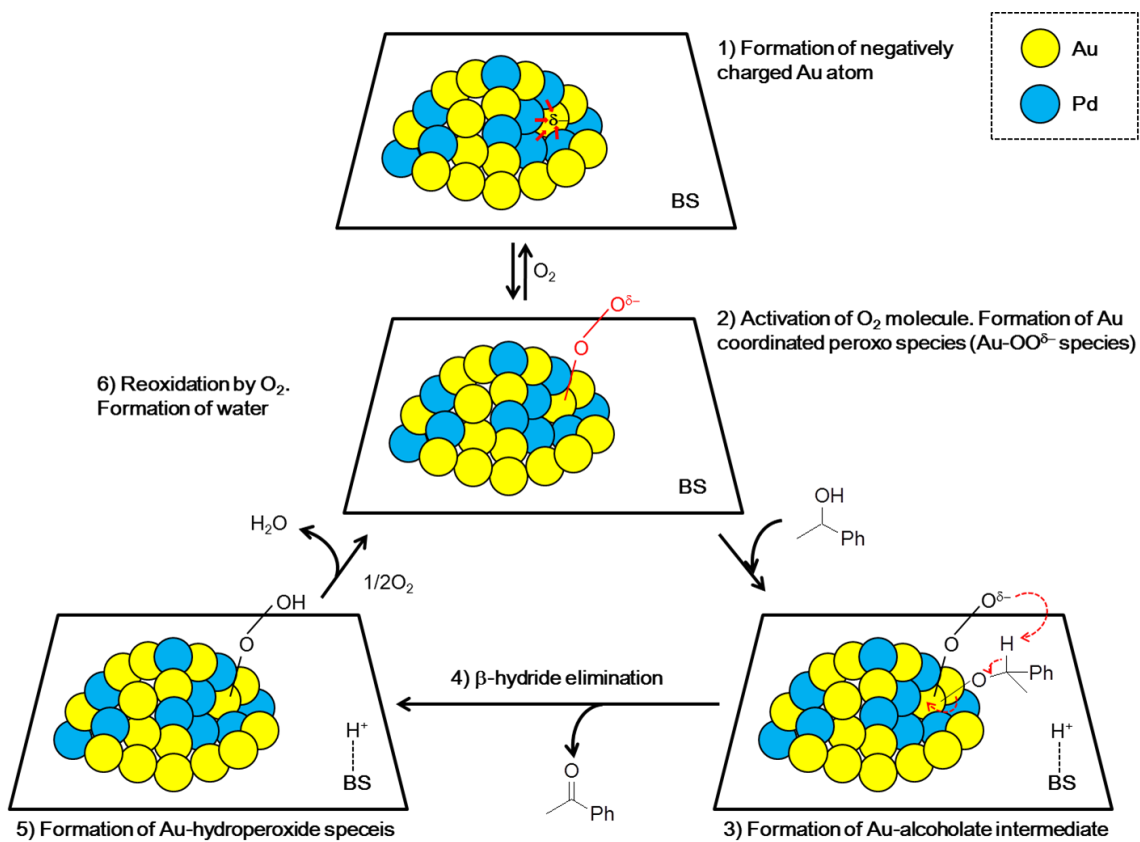 1) Formation of negatively
charged Au atom
Au
Pd
δ–
BS
O₂
Oδ–
O
2) Activation of O₂ molecule. Formation of Au
coordinated peroxo species (Au-OOδ– species)
6) Reoxidation by O₂.
Formation of water
BS
OH
Ph
H₂O
1/2O₂
OH
O
Oδ–
O
H
O
Ph
4) β-hydride elimination
H⁺
BS
H⁺
BS
O
Ph
5) Formation of Au-hydroperoxide speceis
3) Formation of Au-alcoholate intermediate